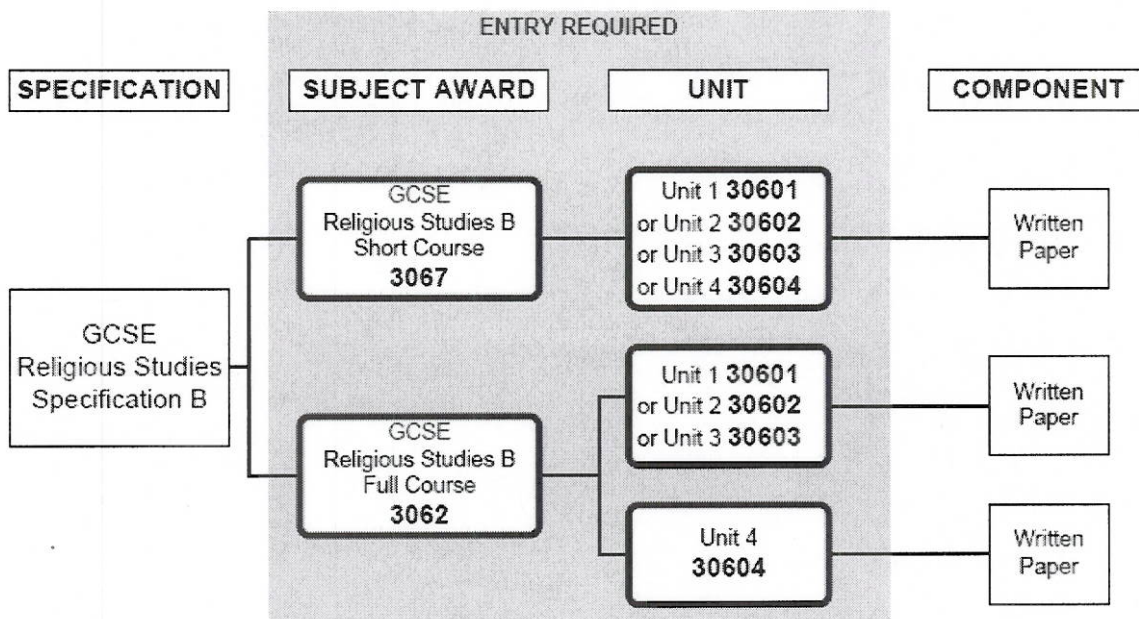 ENTRY REQUIRED
SPECIFICATION
SUBJECT AWARD
UNIT
COMPONENT
GCSE
Religious Studies
Specification B
GCSE
Religious Studies B
Short Course
3067
Unit 1 30601
or Unit 2 30602
or Unit 3 30603
or Unit 4 30604
Written
Paper
GCSE
Religious Studies B
Full Course
3062
Unit 1 30601
or Unit 2 30602
or Unit 3 30603
Written
Paper
Unit 4
30604
Written
Paper